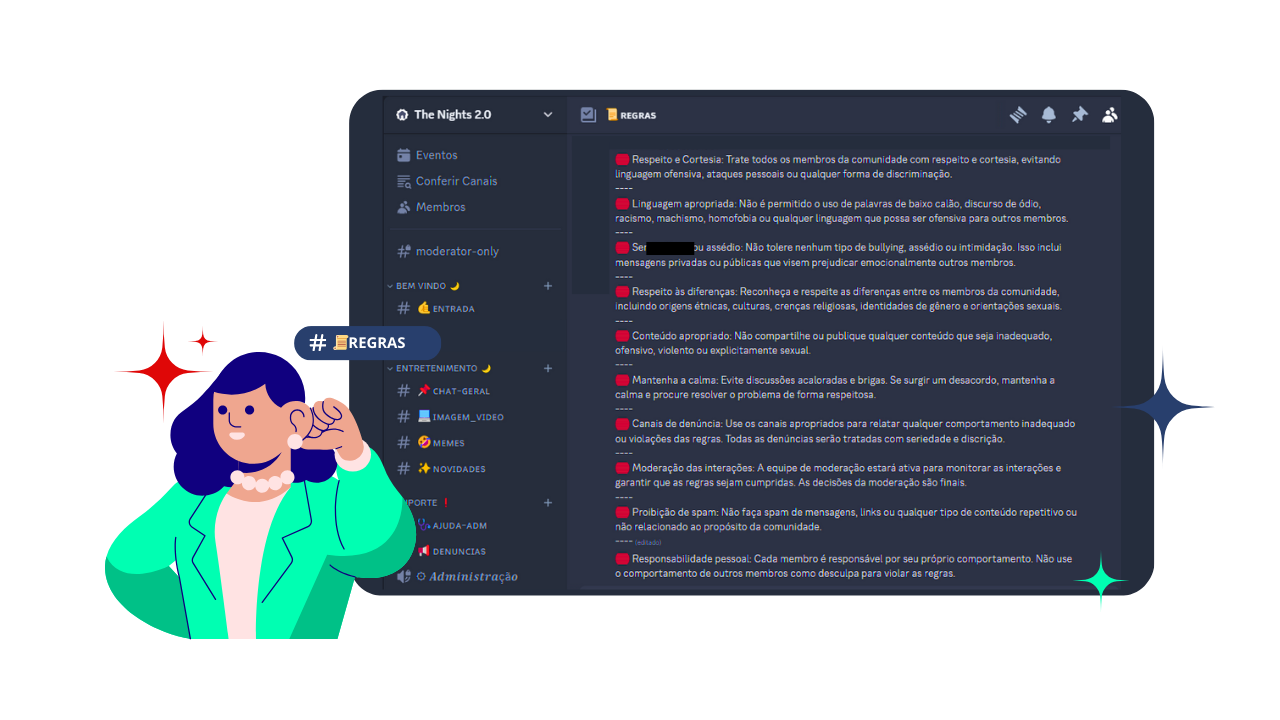 The Nights 2.0
Eventos
Conferir Canais
Membros
moderator-only
BEM VINDO
ENTRADA
# REGRAS
ENTRETENIMENTO
# CHAT-GERAL
# IMAGEM_VIDEO
# MEMES
# NOVIDADES
PORTE
AJUDA-ADM
DENUNCIAS
Administração
REGRAS
Respeito e Cortesia: Trate todos os membros da comunidade com respeito e cortesia, evitando
linguagem ofensiva, ataques pessoais ou qualquer forma de discriminação.
----
Linguagem apropriada: Não é permitido o uso de palavras de baixo calão, discurso de ódio,
racismo, machismo, homofobia ou qualquer linguagem que possa ser ofensiva para outros membros.
----
Ser ou assédio: Não tolere nenhum tipo de bullying, assédio ou intimidação. Isso inclui
mensagens privadas ou públicas que visem prejudicar emocionalmente outros membros.
----
Respeito às diferenças: Reconheça e respeite as diferenças entre os membros da comunidade,
incluindo origens étnicas, culturas, crenças religiosas, identidades de gênero e orientações sexuais.
----
Conteúdo apropriado: Não compartilhe ou publique qualquer conteúdo que seja inadequado,
ofensivo, violento ou explicitamente sexual.
----
Mantenha a calma: Evite discussões acaloradas e brigas. Se surgir um desacordo, mantenha a
calma e procure resolver o problema de forma respeitosa.
----
Canais de denúncia: Use os canais apropriados para relatar qualquer comportamento inadequado
ou violações das regras. Todas as denúncias serão tratadas com seriedade e discrição.
----
Moderação das interações: A equipe de moderação estará ativa para monitorar as interações e
garantir que as regras sejam cumpridas. As decisões da moderação são finais.
----
Proibição de spam: Não faça spam de mensagens, links ou qualquer tipo de conteúdo repetitivo ou
não relacionado ao propósito da comunidade.
---- (editado)
Responsabilidade pessoal: Cada membro é responsável por seu próprio comportamento. Não use
o comportamento de outros membros como desculpa para violar as regras.